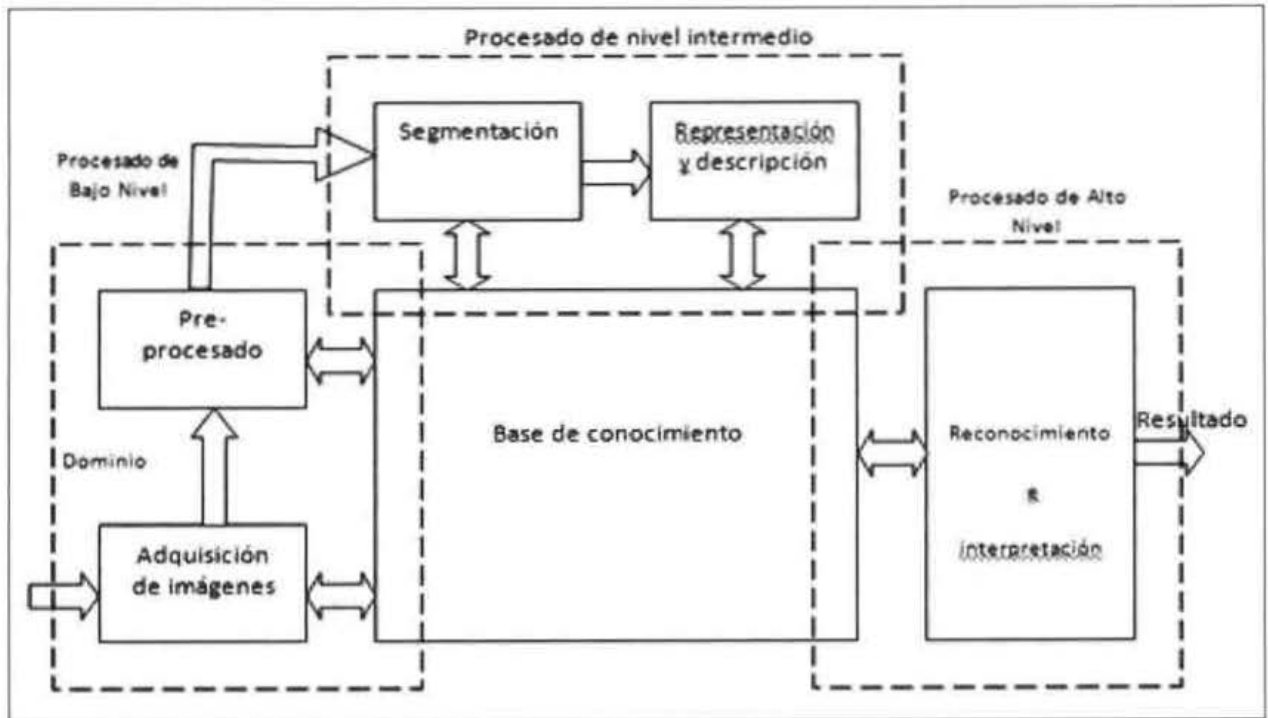 Procesado de nivel intermedio
Segmentación
Representación
y descripción
Procesado de
Bajo Nivel
Procesado de Alto
Nivel
Pre-
procesado
Base de conocimiento
Reconocimiento
e
interpretación
Resultado
Dominio
Adquisición
de imágenes